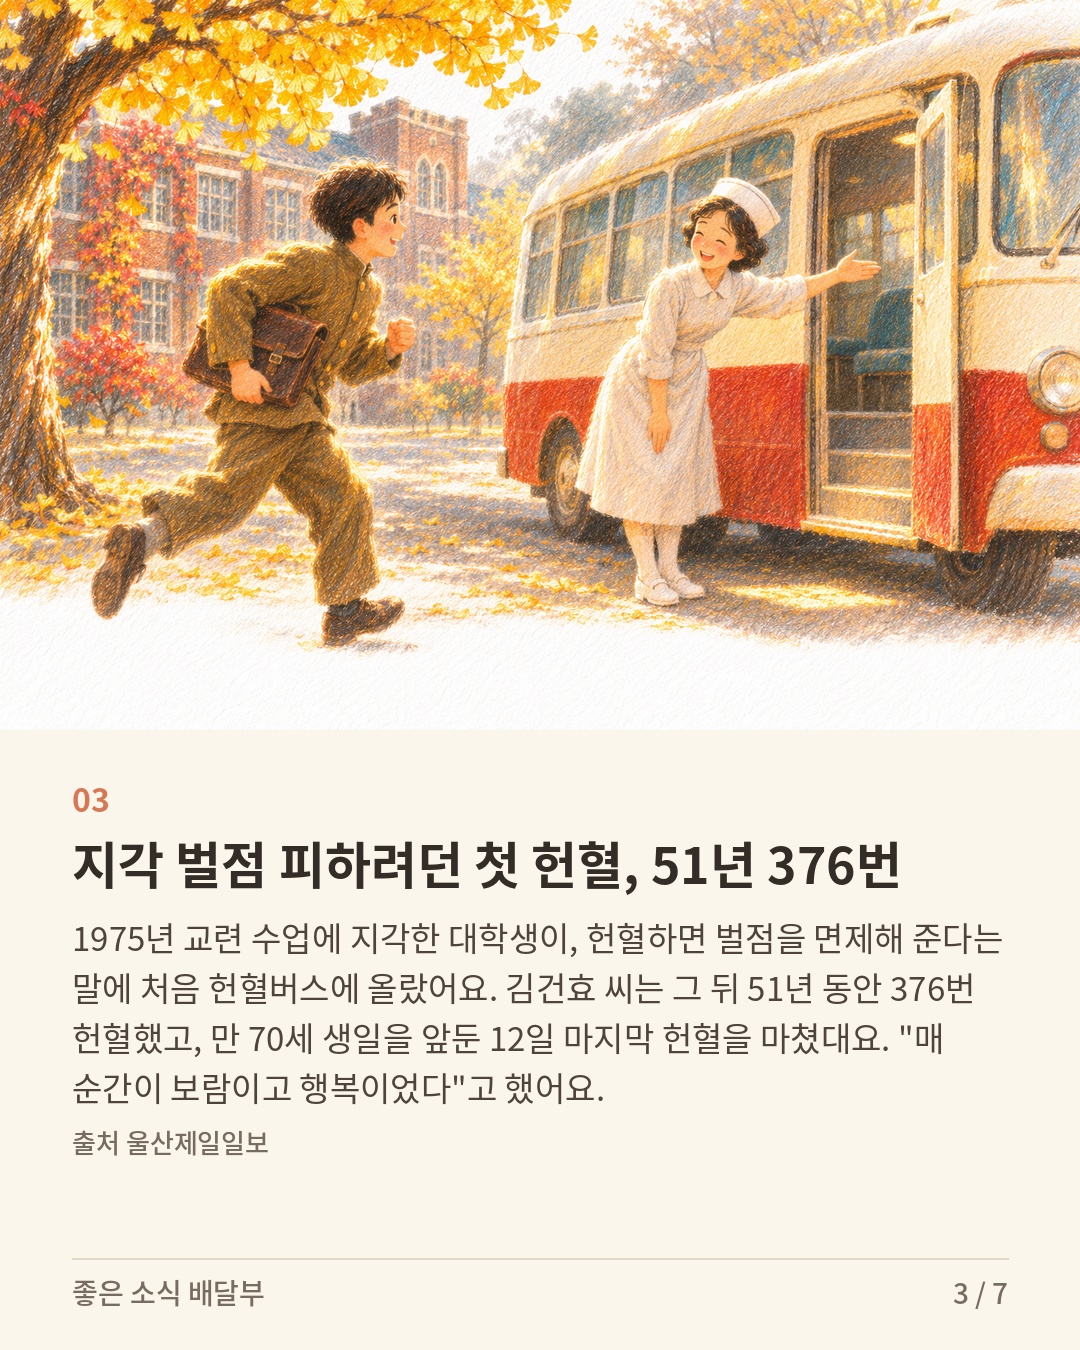 03
지각 벌점 피하려던 첫 헌혈, 51년 376번
1975년 교련 수업에 지각한 대학생이, 헌혈하면 벌점을 면제해 준다는
말에 처음 헌혈버스에 올랐어요. 김건효 씨는 그 뒤 51년 동안 376번
헌혈했고, 만 70세 생일을 앞둔 12일 마지막 헌혈을 마쳤대요. "매
순간이 보람이고 행복이었다"고 했어요.
출처 울산제일일보
좋은 소식 배달부
3 / 7